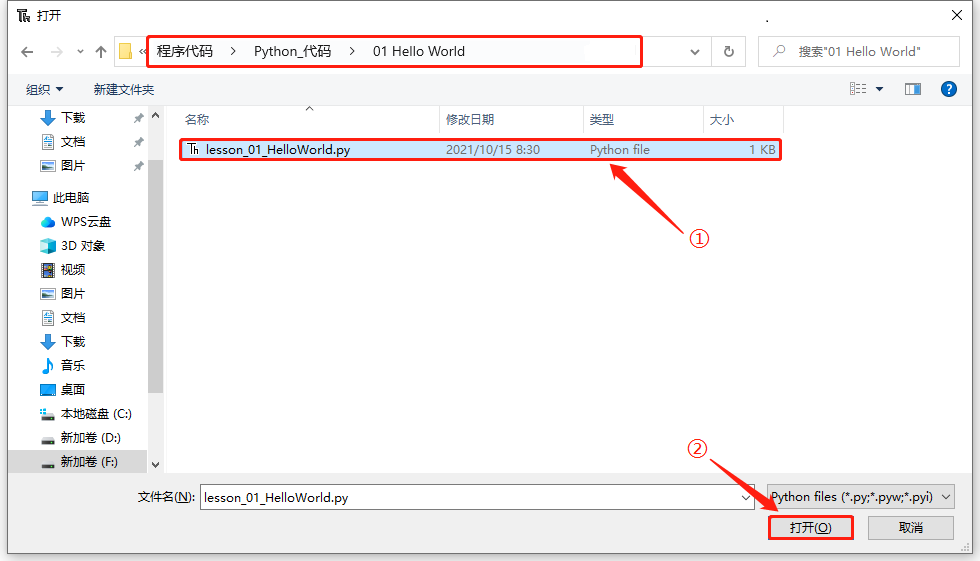 打开
« 程序代码 > Python_代码 > 01 Hello World
搜索"01 Hello World"
组织
新建文件夹
名称 修改日期 类型 大小
lesson_01_HelloWorld.py 2021/10/15 8:30 Python file 1 KB
①
下载
文档
图片
此电脑
WPS云盘
3D 对象
视频
图片
文档
下载
音乐
桌面
本地磁盘 (C:)
新加卷 (D:)
新加卷 (F:)
②
文件名(N): lesson_01_HelloWorld.py Python files (*.py;*.pyw;*.pyi)
打开(O) 取消